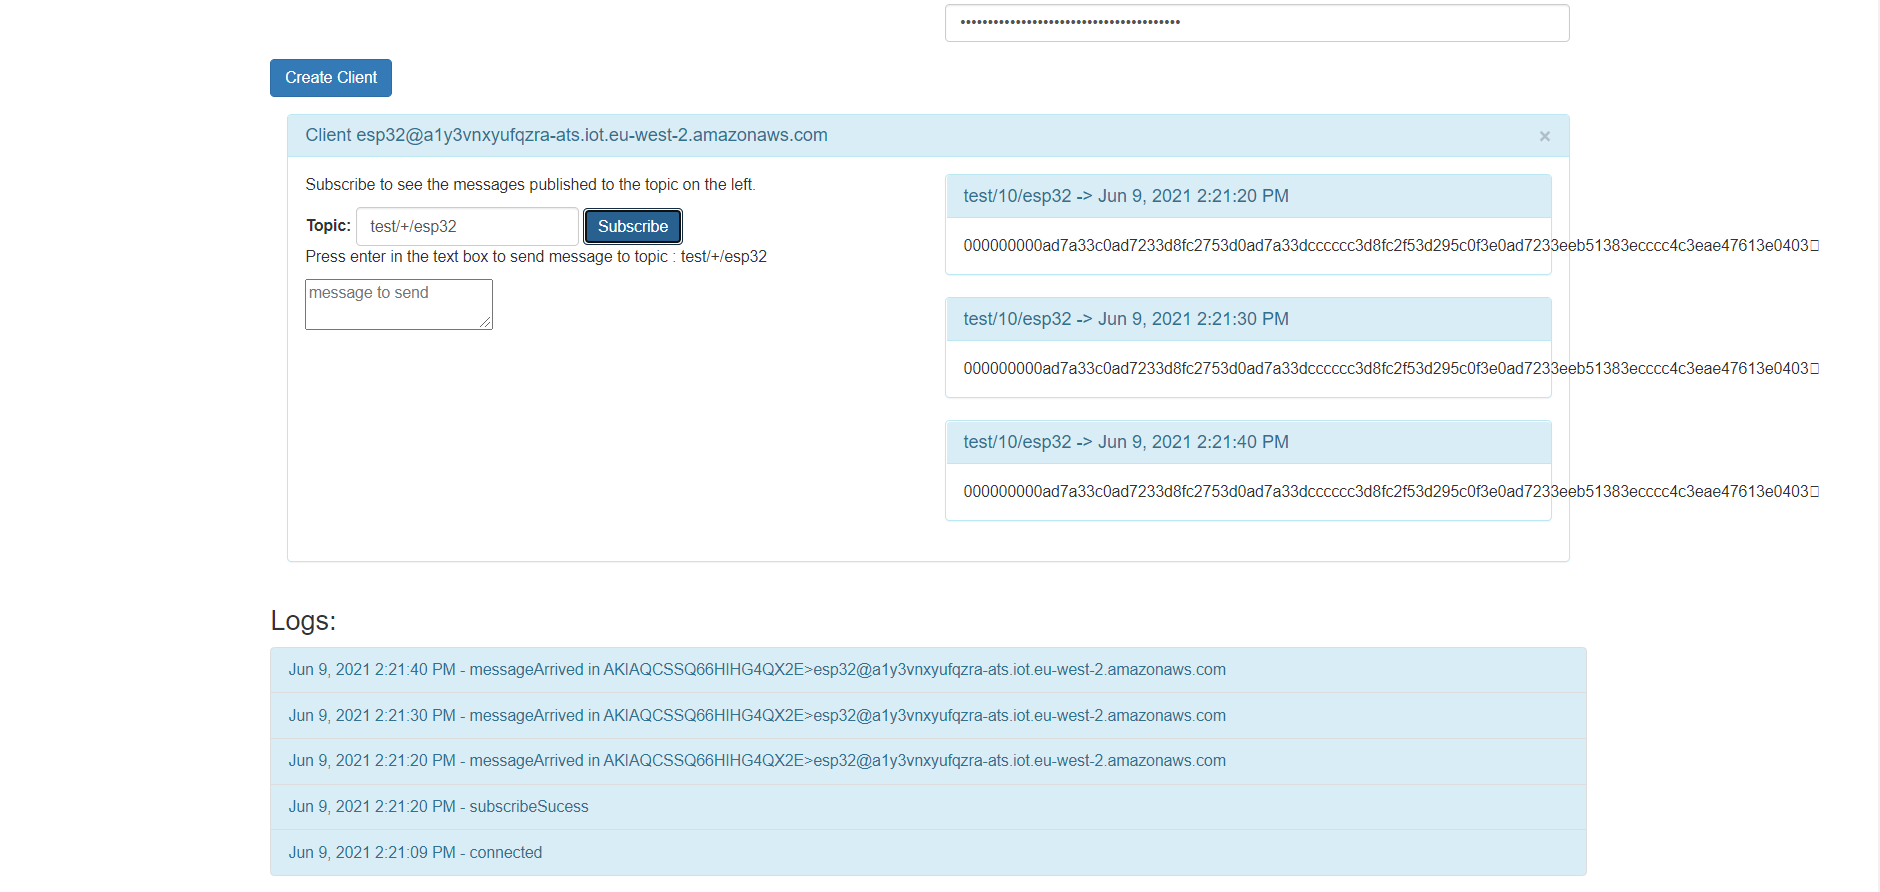 ••••••••••••••••••••••••••••••••••••••••
Create Client
Client esp32@a1y3vnxyufqzra-ats.iot.eu-west-2.amazonaws.com ×
Subscribe to see the messages published to the topic on the left.
Topic: test/+/esp32 Subscribe
Press enter in the text box to send message to topic : test/+/esp32
message to send
test/10/esp32 -> Jun 9, 2021 2:21:20 PM
000000000ad7a33c0ad7233d8fc2753d0ad7a33dcccccc3d8fc2f53d295c0f3e0ad7233eeb51383ecccc4c3eae47613e0403
test/10/esp32 -> Jun 9, 2021 2:21:30 PM
000000000ad7a33c0ad7233d8fc2753d0ad7a33dcccccc3d8fc2f53d295c0f3e0ad7233eeb51383ecccc4c3eae47613e0403
test/10/esp32 -> Jun 9, 2021 2:21:40 PM
000000000ad7a33c0ad7233d8fc2753d0ad7a33dcccccc3d8fc2f53d295c0f3e0ad7233eeb51383ecccc4c3eae47613e0403
Logs:
Jun 9, 2021 2:21:40 PM - messageArrived in AKIAQCSSQ66HIHG4QX2E>esp32@a1y3vnxyufqzra-ats.iot.eu-west-2.amazonaws.com
Jun 9, 2021 2:21:30 PM - messageArrived in AKIAQCSSQ66HIHG4QX2E>esp32@a1y3vnxyufqzra-ats.iot.eu-west-2.amazonaws.com
Jun 9, 2021 2:21:20 PM - messageArrived in AKIAQCSSQ66HIHG4QX2E>esp32@a1y3vnxyufqzra-ats.iot.eu-west-2.amazonaws.com
Jun 9, 2021 2:21:20 PM - subscribeSucess
Jun 9, 2021 2:21:09 PM - connected